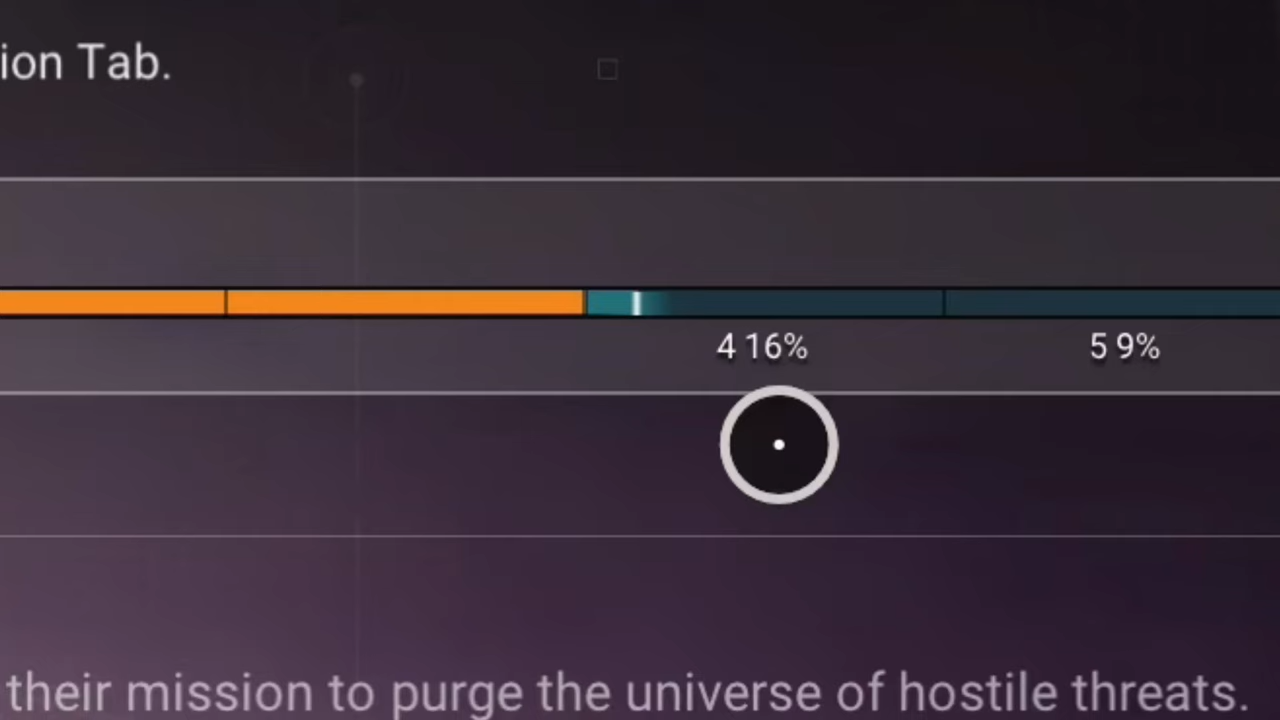 ion Tab.
4 16% 5 9%
their mission to purge the universe of hostile threats.